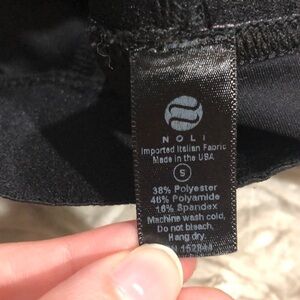 NOLI
Imported Italian Fabric
Made in the USA
S
38% Polyester
46% Polyamide
16% Spandex
Machine wash cold,
Do not bleach,
Hang dry.